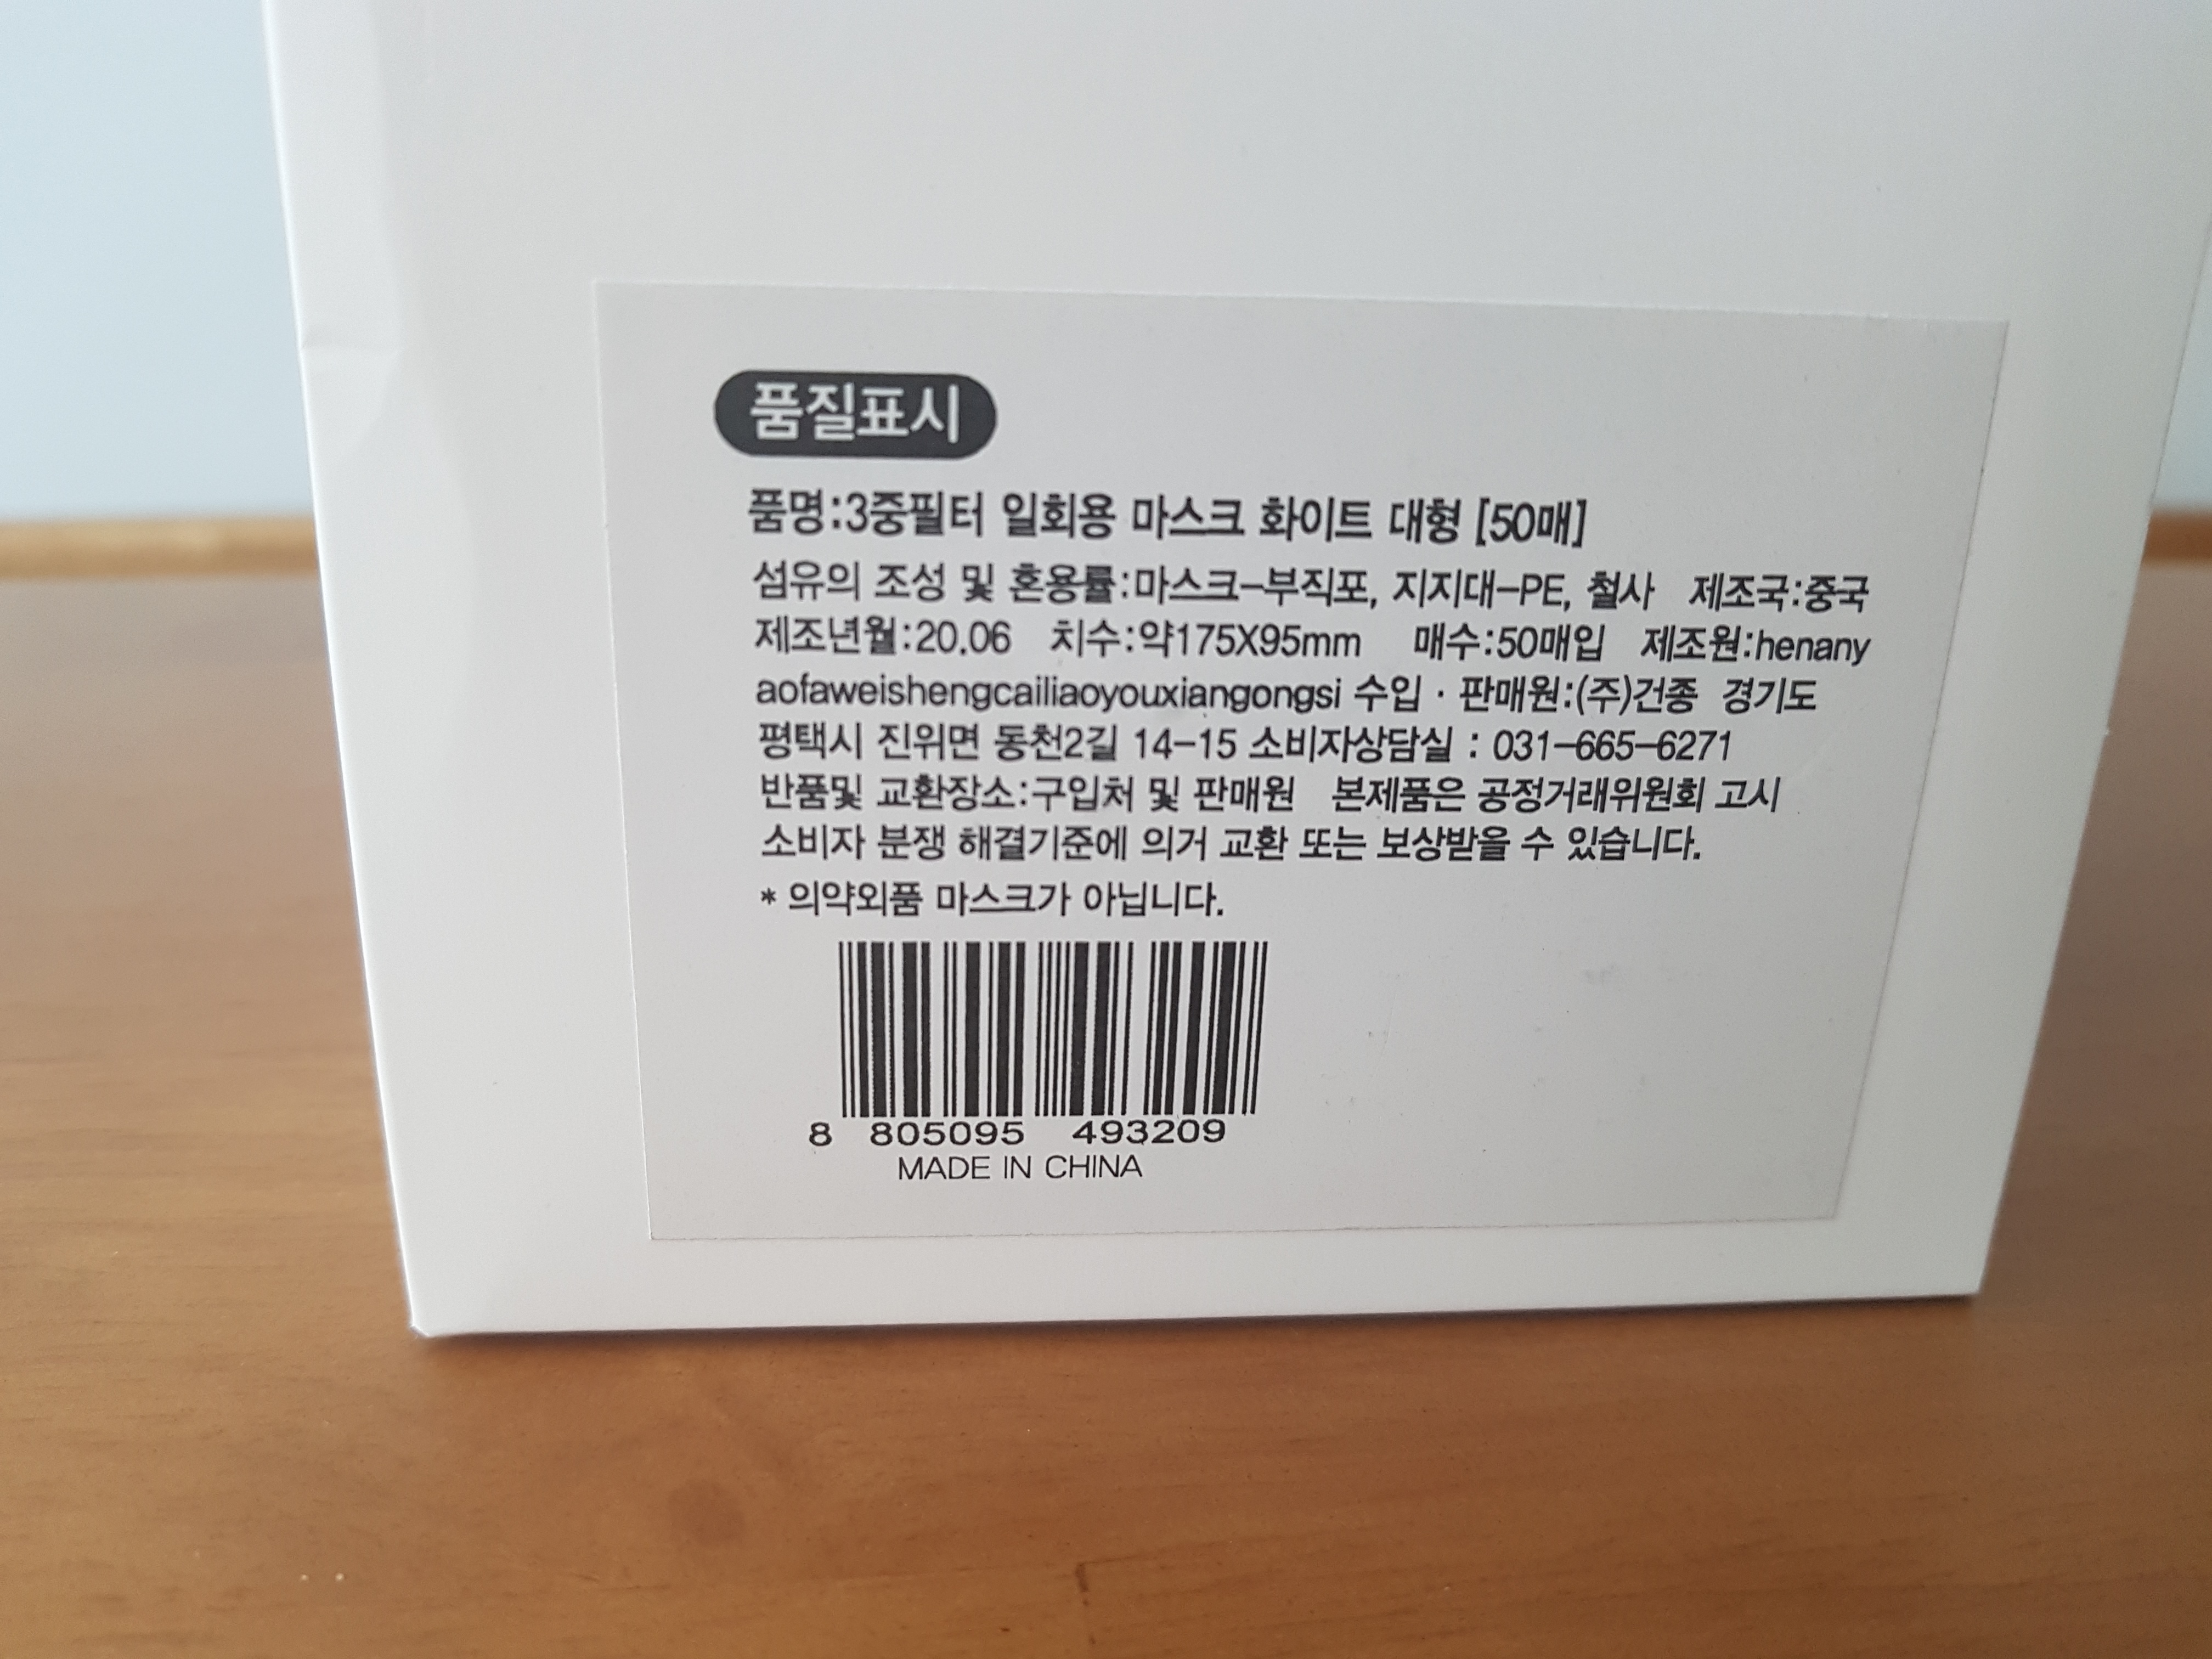 품질표시
품명:3중필터 일회용 마스크 화이트 대형 [50매]
섬유의 조성 및 혼용률:마스크-부직포, 지지대-PE, 철사 제조국:중국
제조년월:20.06 치수:약175X95mm 매수:50매입 제조원:henany
aofaweishengcailiaoyouxiangongsi 수입 · 판매원:(주)건종 경기도
평택시 진위면 동천2길 14-15 소비자상담실 : 031-665-6271
반품및 교환장소:구입처 및 판매원 본제품은 공정거래위원회 고시
소비자 분쟁 해결기준에 의거 교환 또는 보상받을 수 있습니다.
* 의약외품 마스크가 아닙니다.
8 805095 493209
MADE IN CHINA